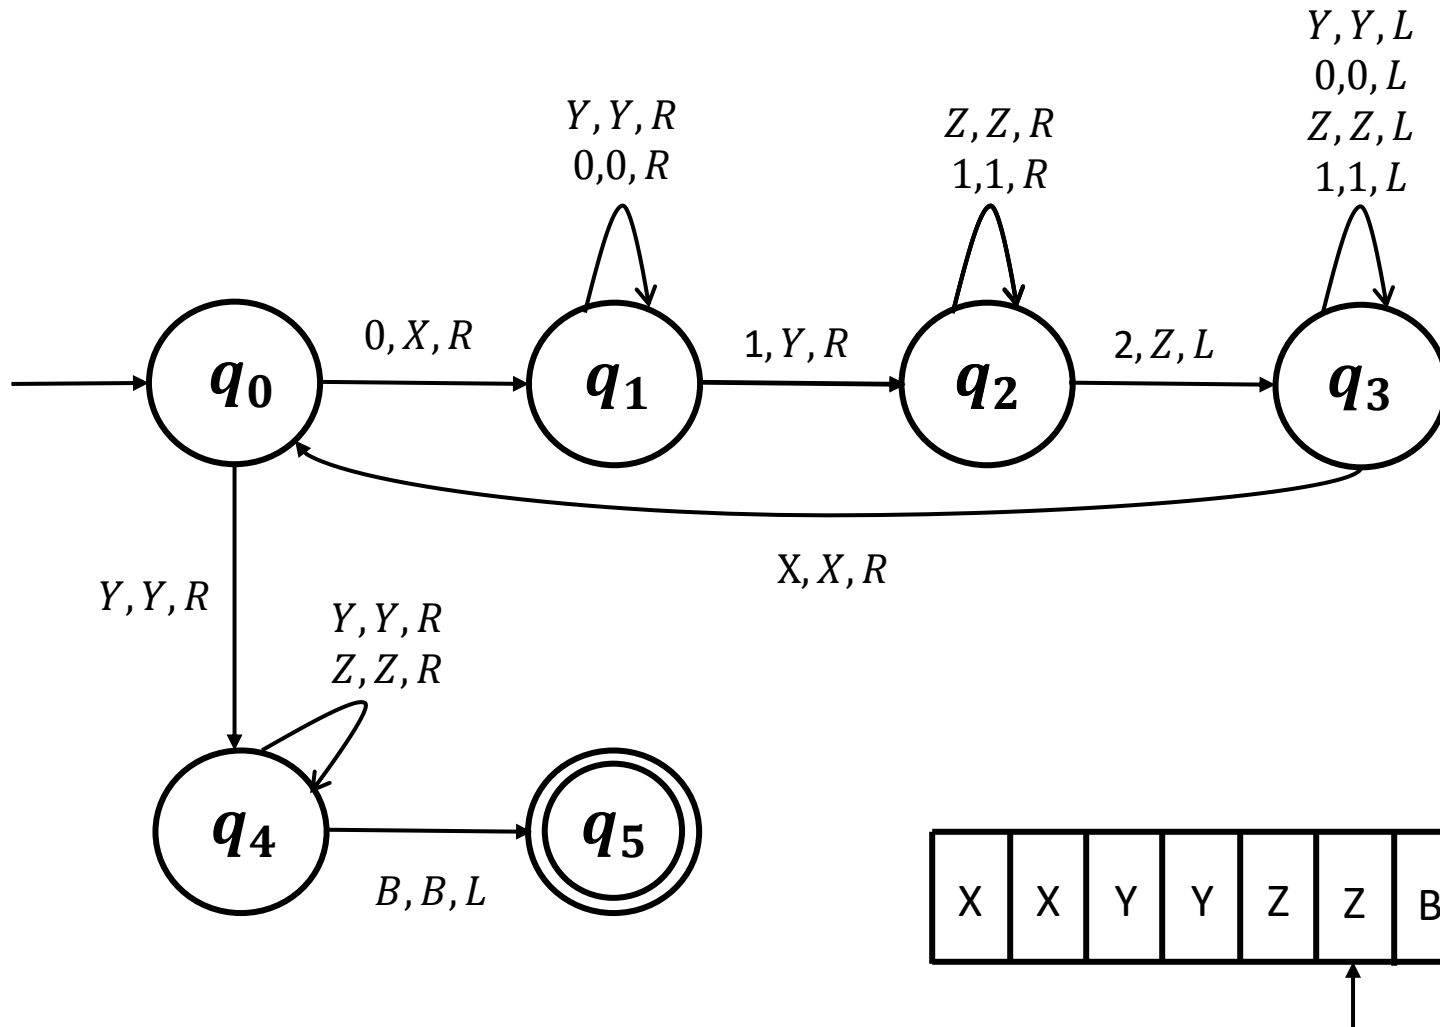 Y, Y, L
0,0, L
Z, Z, L
1,1, L
Y, Y, R
0,0, R
Z, Z, R
1,1, R
0, X, R
1, Y, R
2, Z, L
q0
q1
q2
q3
X, X, R
Y, Y, R
Y, Y, R
Z, Z, R
q4
q5
B, B, L
X X Y Y Z Z B